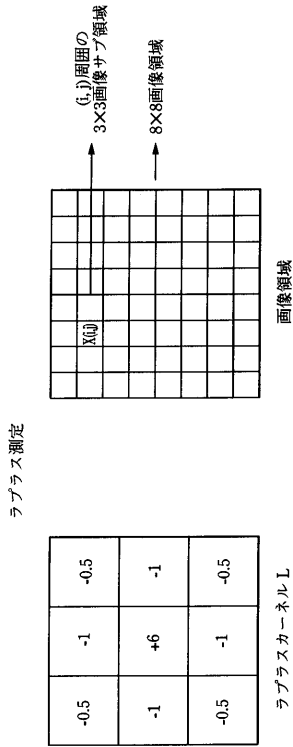 ラプラス測定
-0.5 -1 -0.5
-1 +6 -1
-0.5 -1 -0.5
ラプラスカーネル L
X(i,j)
(i, j)周囲の
3×3画像サブ領域
8×8画像領域
画像領域